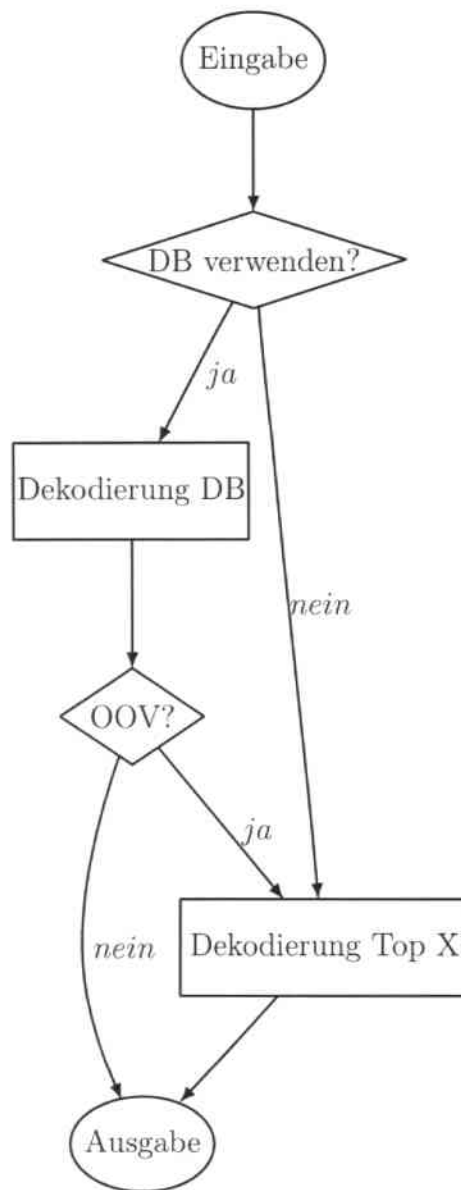 Eingabe
DB verwenden?
ja
Dekodierung DB
nein
OOV?
ja
Dekodierung Top X
nein
Ausgabe